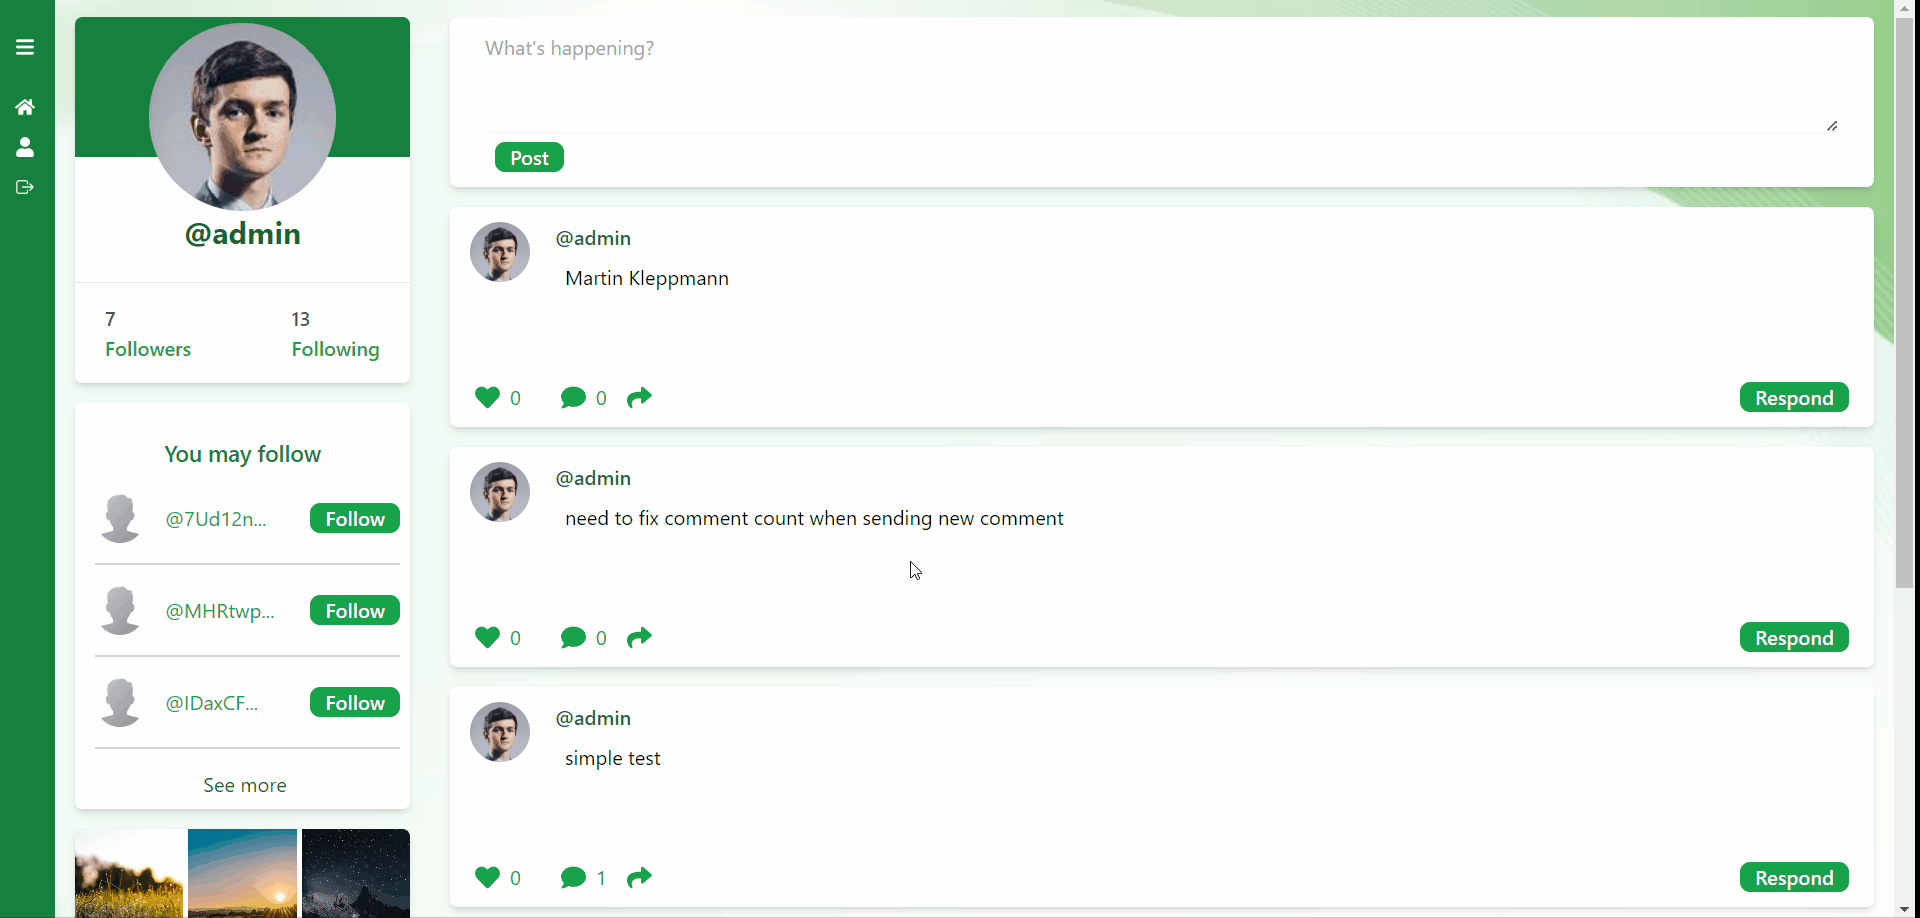 @admin
7
13
Followers
Following
You may follow
@7Ud12n...
Follow
@MHRtwp...
Follow
@IDaxCF...
Follow
See more
What's happening?
Post
@admin
Martin Kleppmann
0
0
Respond
@admin
need to fix comment count when sending new comment
0
0
Respond
@admin
simple test
0
1
Respond